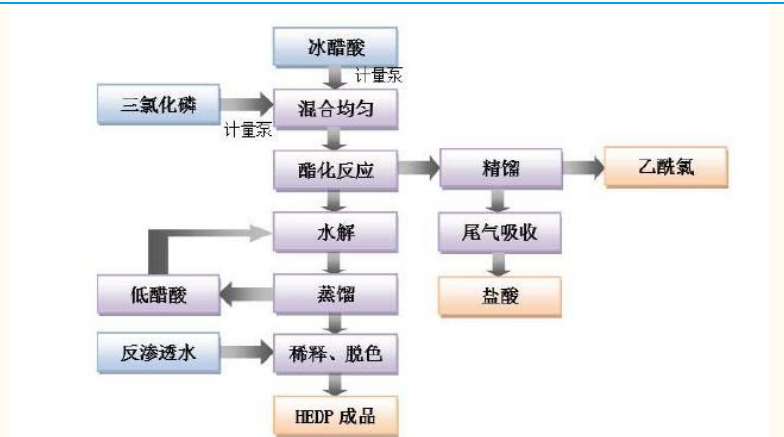 冰醋酸
计量泵
三氯化磷
计量泵
混合均匀
酯化反应
精馏
乙酰氯
水解
尾气吸收
低醋酸
蒸馏
盐酸
反渗透水
稀释、脱色
HEDP 成品